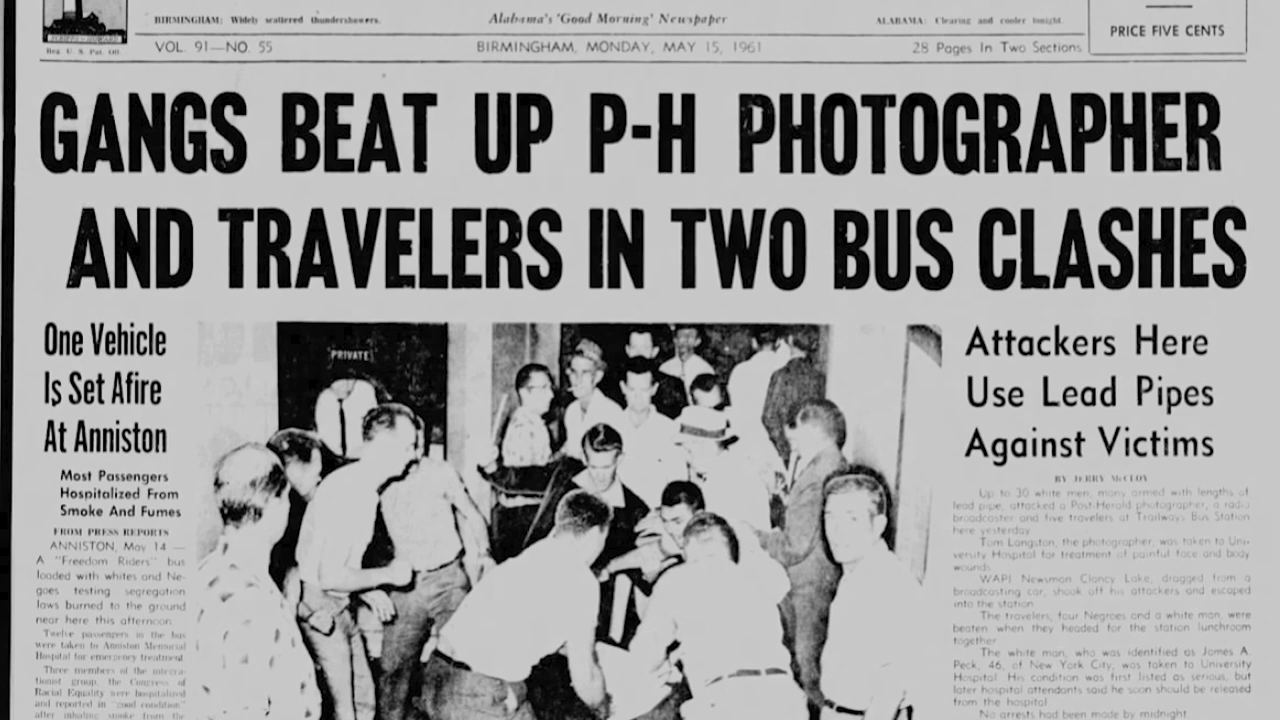 BIRMINGHAM: Widely scattered thundershowers.
Alabama's 'Good Morning' Newspaper
ALABAMA: Clearing and cooler tonight.
PRICE FIVE CENTS
Reg. U. S. Pat. Off.
VOL. 91—NO. 55
BIRMINGHAM, MONDAY, MAY 15, 1961
28 Pages In Two Sections
GANGS BEAT UP P-H PHOTOGRAPHER
AND TRAVELERS IN TWO BUS CLASHES
One Vehicle
Is Set Afire
At Anniston
Most Passengers
Hospitalized From
Smoke And Fumes
FROM PRESS REPORTS
ANNISTON, May 14 —
A "Freedom Riders" bus
loaded with whites and Ne-
goes testing segregation
laws burned to the ground
near here this afternoon.
Twelve passengers in the bus
were taken to Anniston Memorial
Hospital for emergency treatment.
Three members of the integra-
tionist group, the Congress of
Racial Equality were hospitalized
and reported in "good condition"
after inhaling smoke from the
PRIVATE
Attackers Here
Use Lead Pipes
Against Victims
BY JERRY McCLOY
Up to 30 white men, many armed with lengths of
lead pipe, attacked a Post-Herald photographer, a radio
broadcaster and five travelers at Trailways Bus Station
here yesterday.
Tom Langston, the photographer, was taken to Uni-
versity Hospital for treatment of painful face and body
wounds.
WAPI Newsman Clancy Lake, dragged from a
broadcasting car, shook off his attackers and escaped
into the station.
The travelers, four Negroes and a white man, were
beaten when they headed for the station lunchroom
together.
The white man, who was identified as James A.
Peck, 46, of New York City, was taken to University
Hospital. His condition was first listed as serious, but
later hospital attendants said he soon should be released
from the hospital.
No arrests had been made by midnight